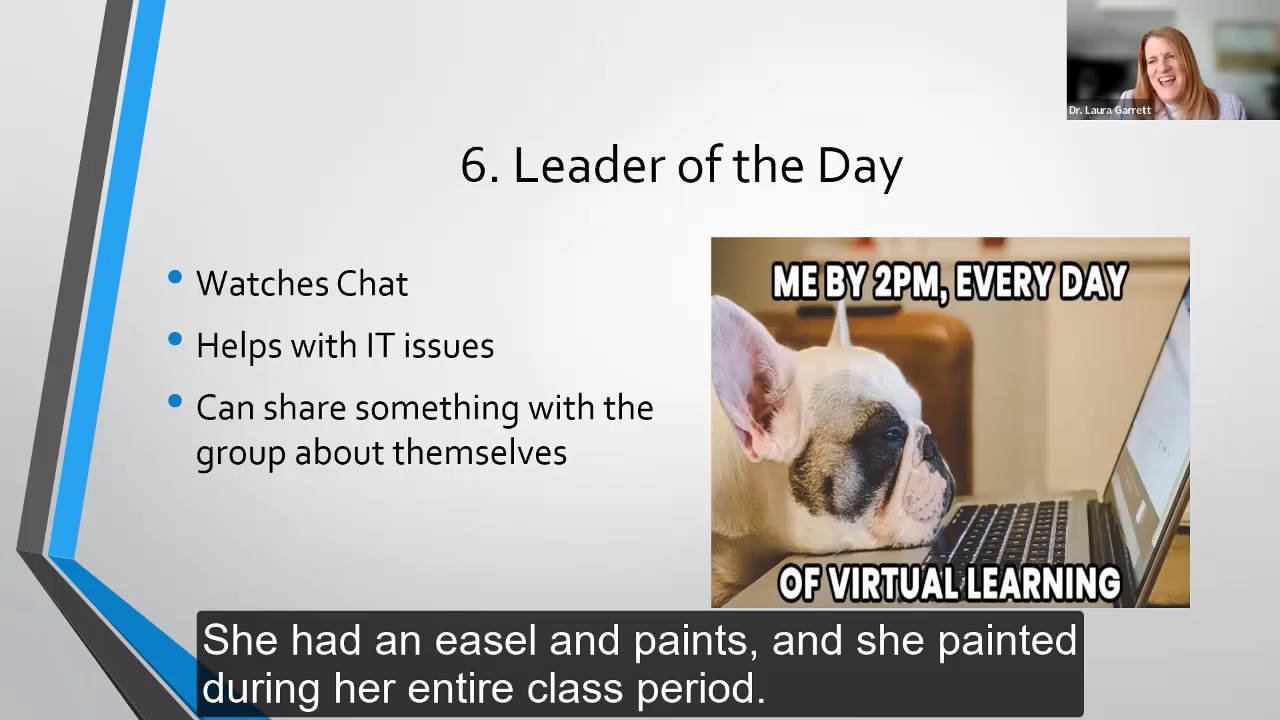 Dr. Laura Garrett
6. Leader of the Day
Watches Chat
Helps with IT issues
Can share something with the
group about themselves
ME BY 2PM, EVERY DAY
OF VIRTUAL LEARNING
She had an easel and paints, and she painted
during her entire class period.